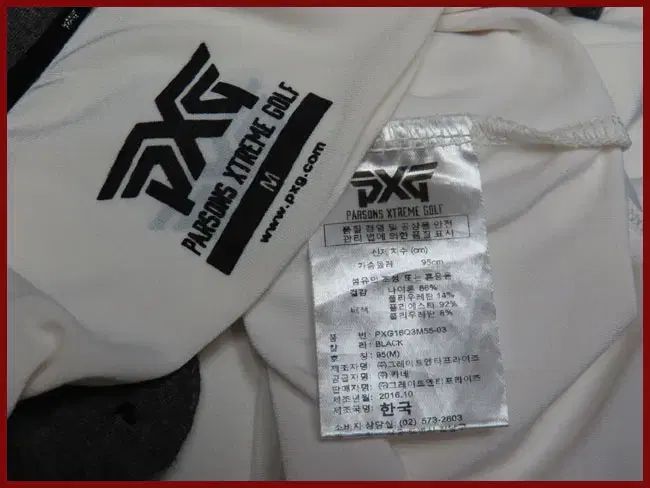 PXG
PARSONS XTREME GOLF
M
www.pxg.com
PXG
PARSONS XTREME GOLF
품질 경영 및 공산품 안전
관리 법에 의한 품질 표시
신체 치수 (cm)
가슴둘레 95cm
섬유의 조성 또는 혼용율
겉감 나이론 86%
폴리우레탄 14%
배색 폴리에스터 92%
폴리우레탄 8%
품 번 : PXG16Q3M55-03
칼 라 : BLACK
호 칭 : 95(M)
제조자명 : ㈜그레이트엔티프라이즈
공급자명 : ㈜카네
판매자명 : ㈜그레이트엔티프라이즈
제조년월 : 2016.10
제조국명 : 한국
소비자 상담실 : (02) 573-2803